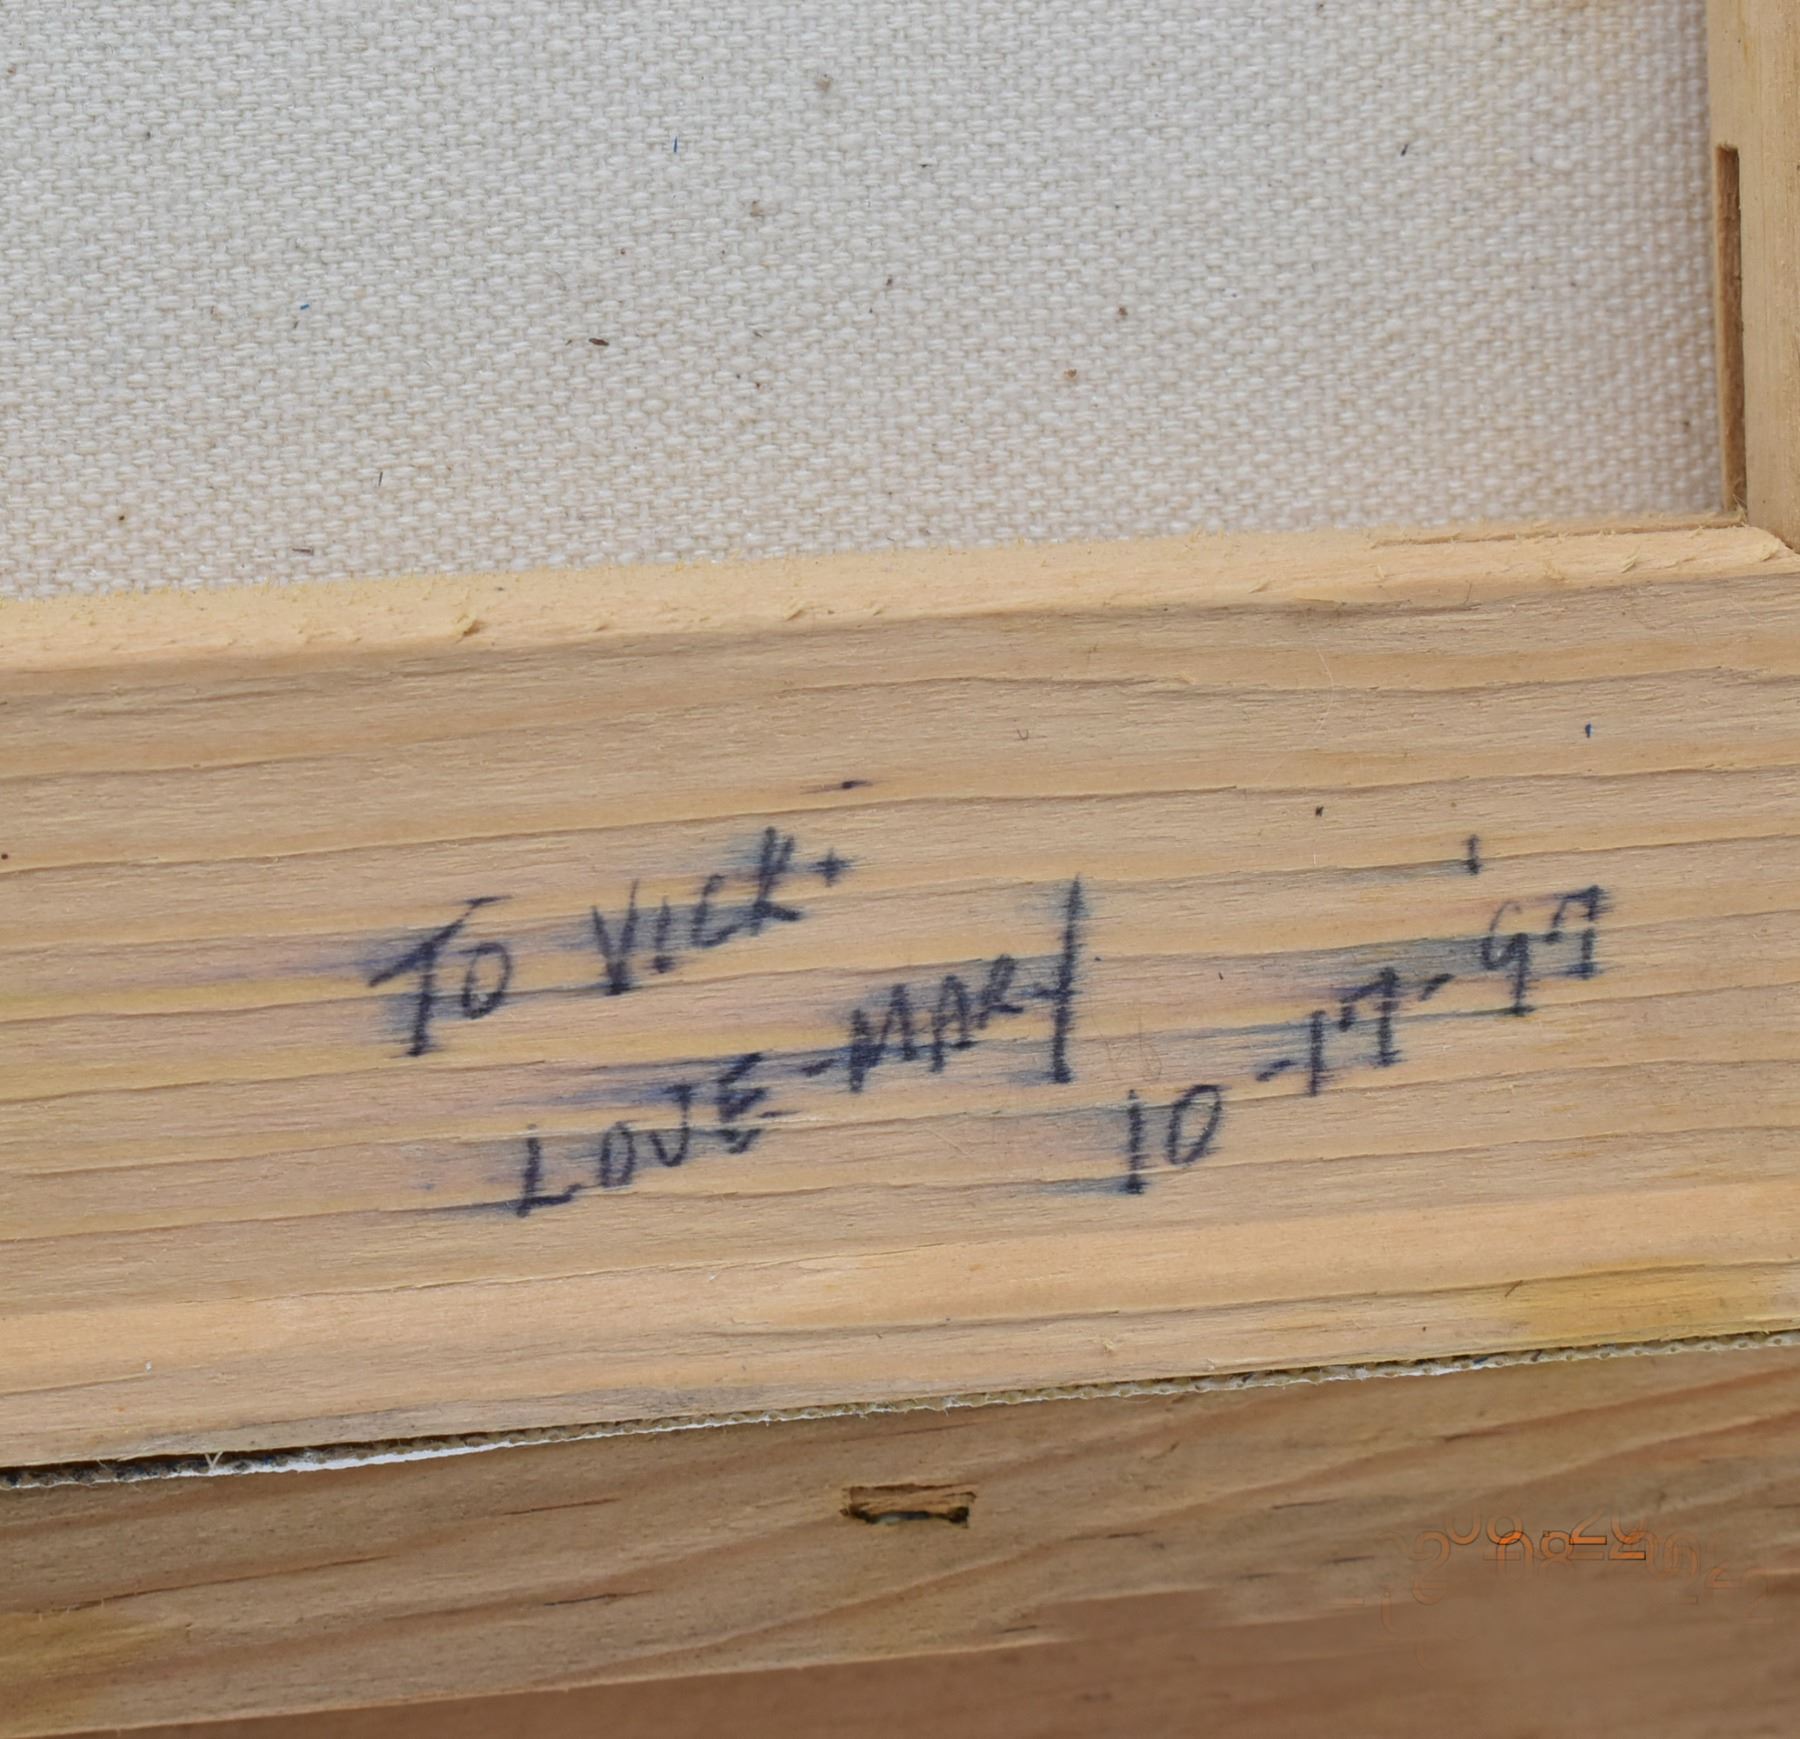 TO VICK +
LOVE - MARY
10 - 17 - 97